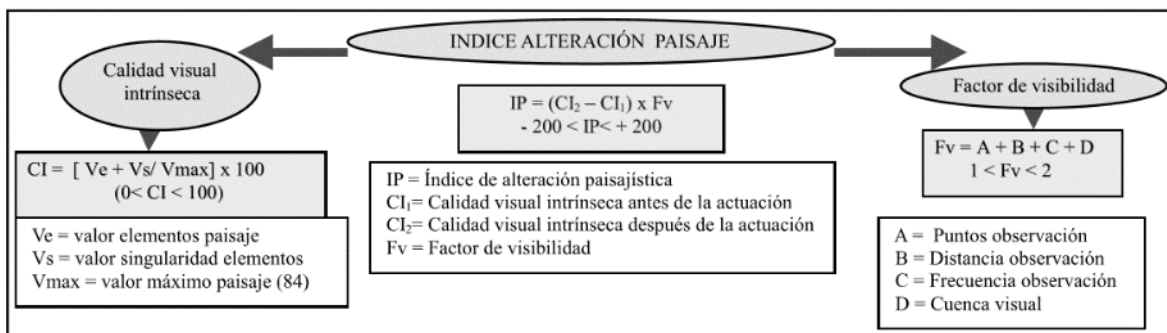 INDICE ALTERACIÓN PAISAJE
Calidad visual
intrínseca
CI = [ Ve + Vs/ Vmax] x 100
(0< CI < 100)
Ve = valor elementos paisaje
Vs = valor singularidad elementos
Vmax = valor máximo paisaje (84)
IP = (CI₂ – CI₁) x Fv
- 200 < IP< + 200
IP = Índice de alteración paisajística
CI₁= Calidad visual intrínseca antes de la actuación
CI₂= Calidad visual intrínseca después de la actuación
Fv = Factor de visibilidad
Factor de visibilidad
Fv = A + B + C + D
1 < Fv < 2
A = Puntos observación
B = Distancia observación
C = Frecuencia observación
D = Cuenca visual